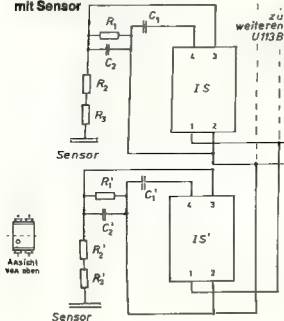 mit Sensor
zu
weiteren
U113B
R₁
C₁
C₂
4 3
IS
R₂
1 2
R₃
Sensor
R₁'
C₁'
C₂'
4 3
IS'
R₂'
1 2
R₃'
Ansicht
von oben
Sensor